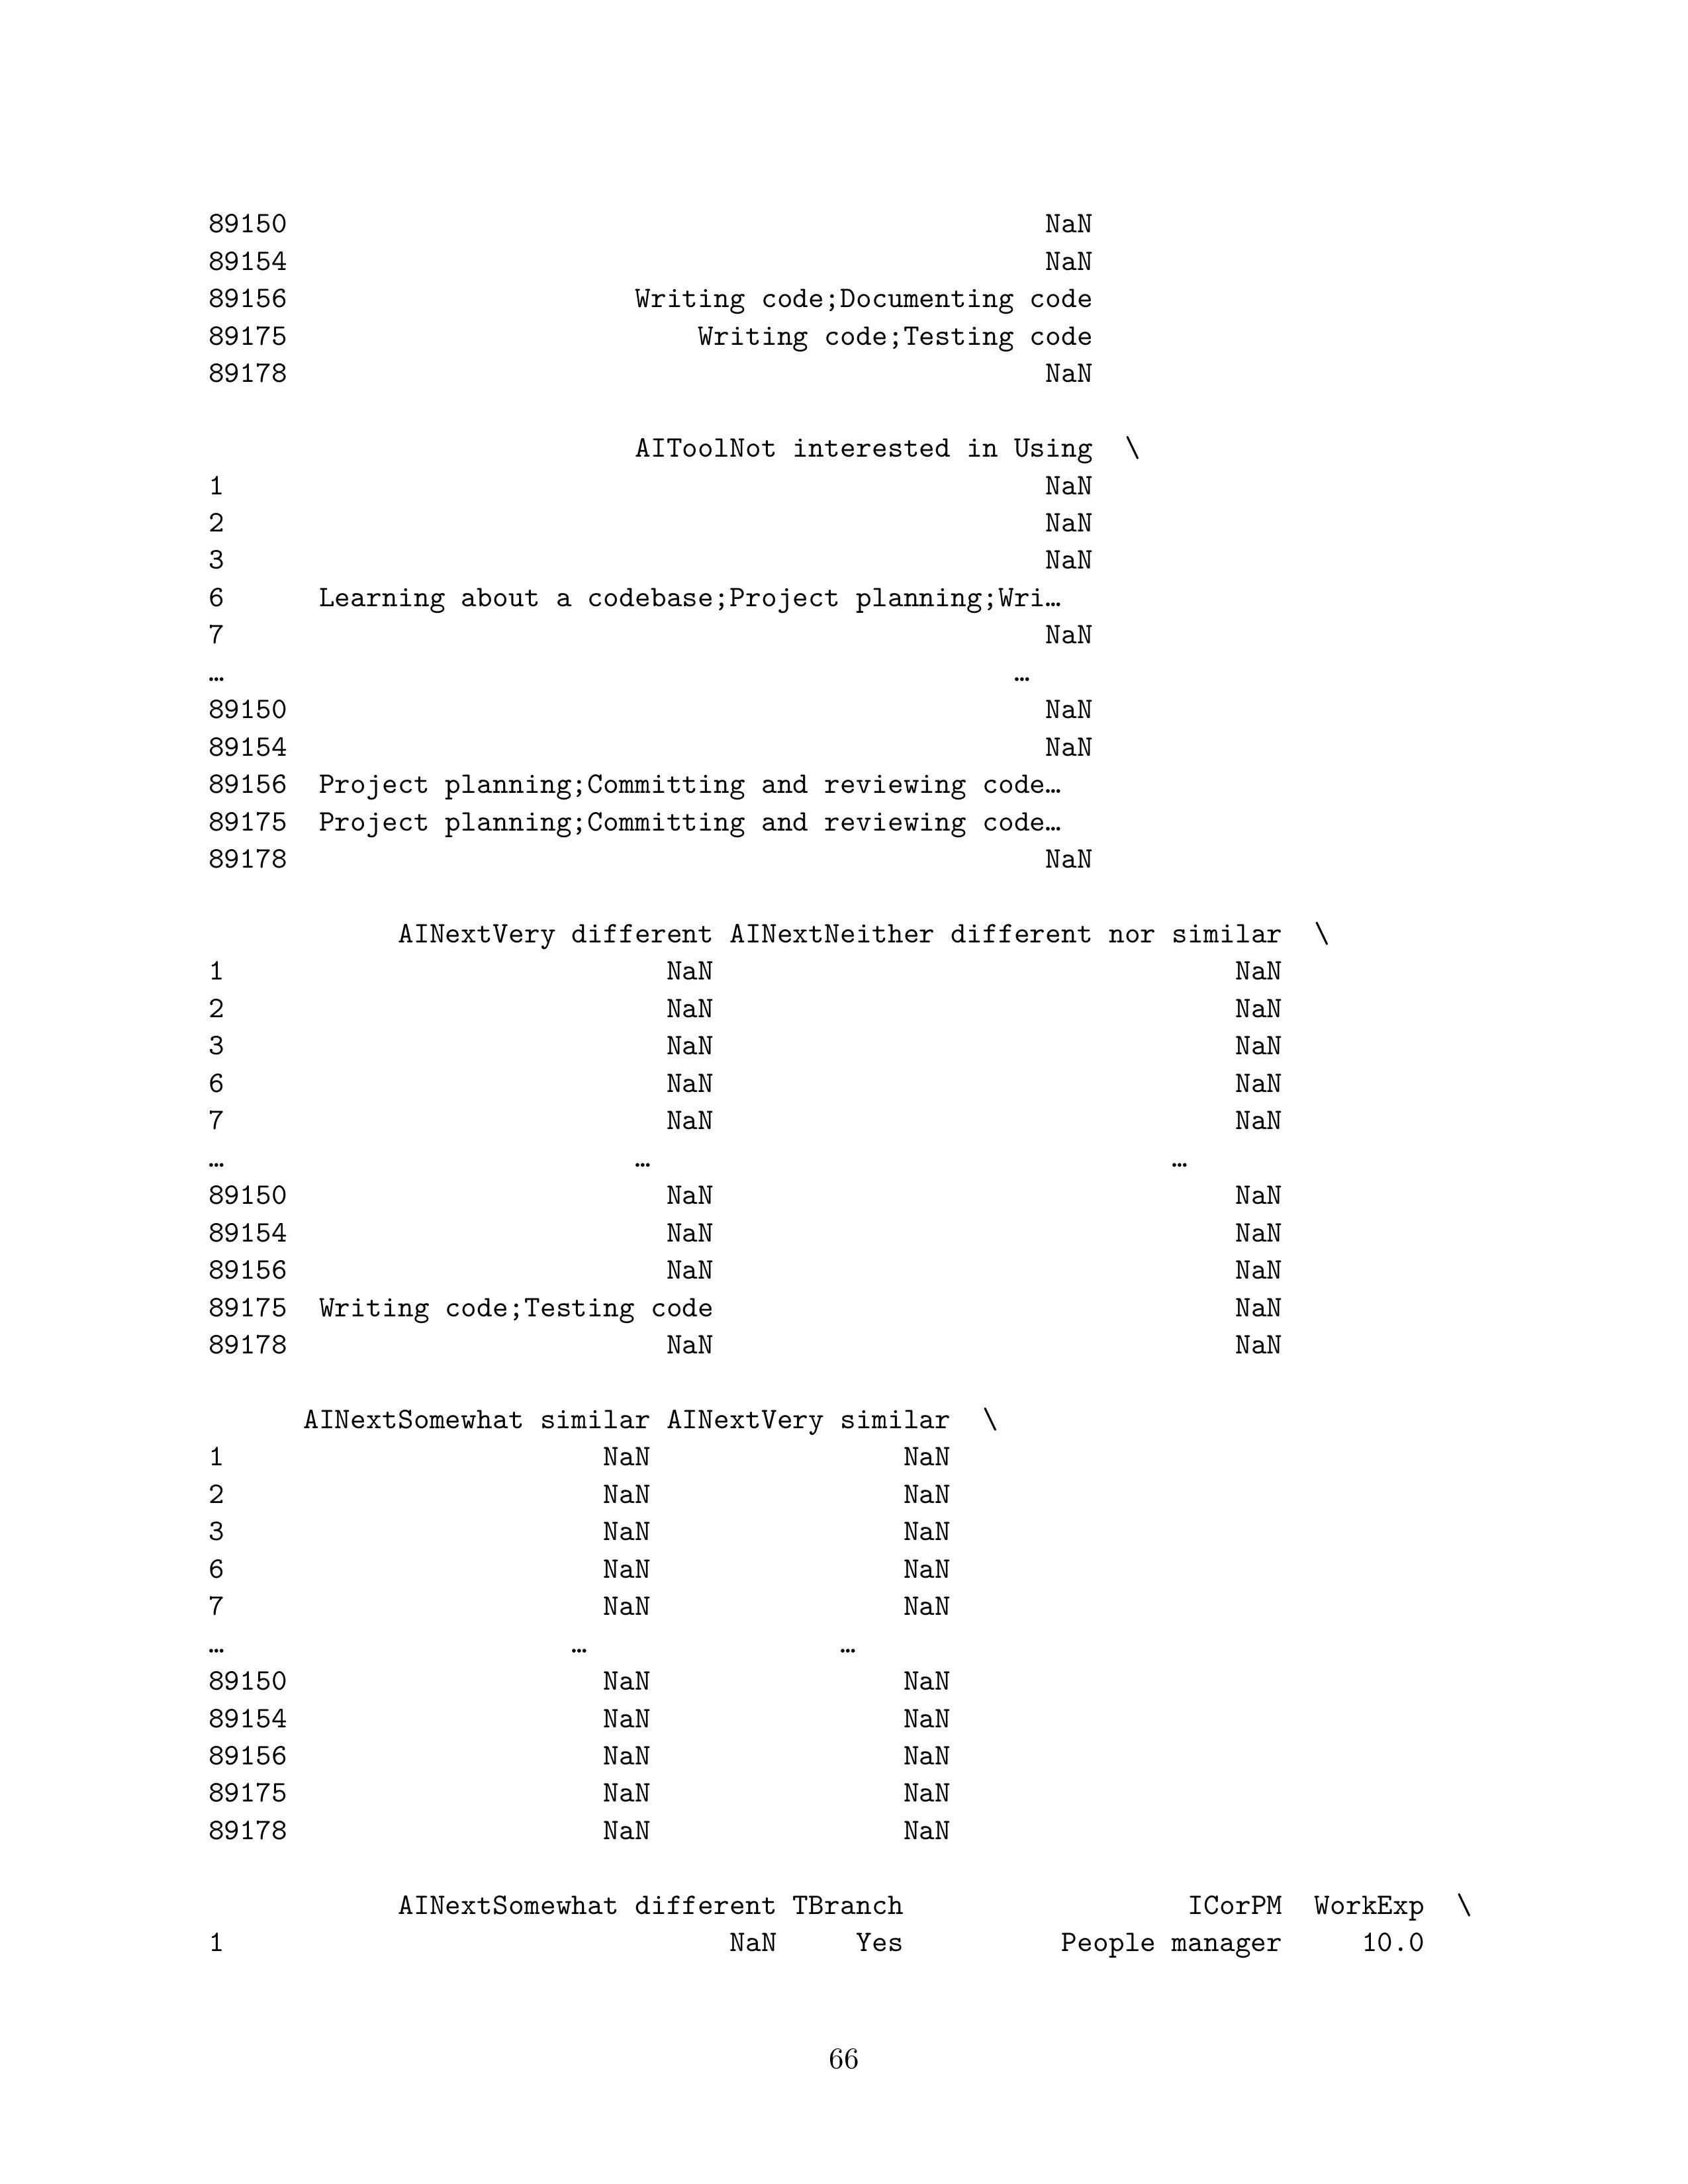 89150                                                NaN
89154                                                NaN
89156                      Writing code;Documenting code
89175                          Writing code;Testing code
89178                                                NaN

                           AIToolNot interested in Using  \
1                                                    NaN
2                                                    NaN
3                                                    NaN
6      Learning about a codebase;Project planning;Wri…
7                                                    NaN
…                                                  …
89150                                                NaN
89154                                                NaN
89156  Project planning;Committing and reviewing code…
89175  Project planning;Committing and reviewing code…
89178                                                NaN

            AINextVery different AINextNeither different nor similar  \
1                            NaN                                 NaN
2                            NaN                                 NaN
3                            NaN                                 NaN
6                            NaN                                 NaN
7                            NaN                                 NaN
…                          …                                 …
89150                        NaN                                 NaN
89154                        NaN                                 NaN
89156                        NaN                                 NaN
89175  Writing code;Testing code                                 NaN
89178                        NaN                                 NaN

      AINextSomewhat similar AINextVery similar  \
1                        NaN                NaN
2                        NaN                NaN
3                        NaN                NaN
6                        NaN                NaN
7                        NaN                NaN
…                      …                …
89150                    NaN                NaN
89154                    NaN                NaN
89156                    NaN                NaN
89175                    NaN                NaN
89178                    NaN                NaN

            AINextSomewhat different TBranch                  ICorPM  WorkExp  \
1                                NaN     Yes          People manager     10.0

66